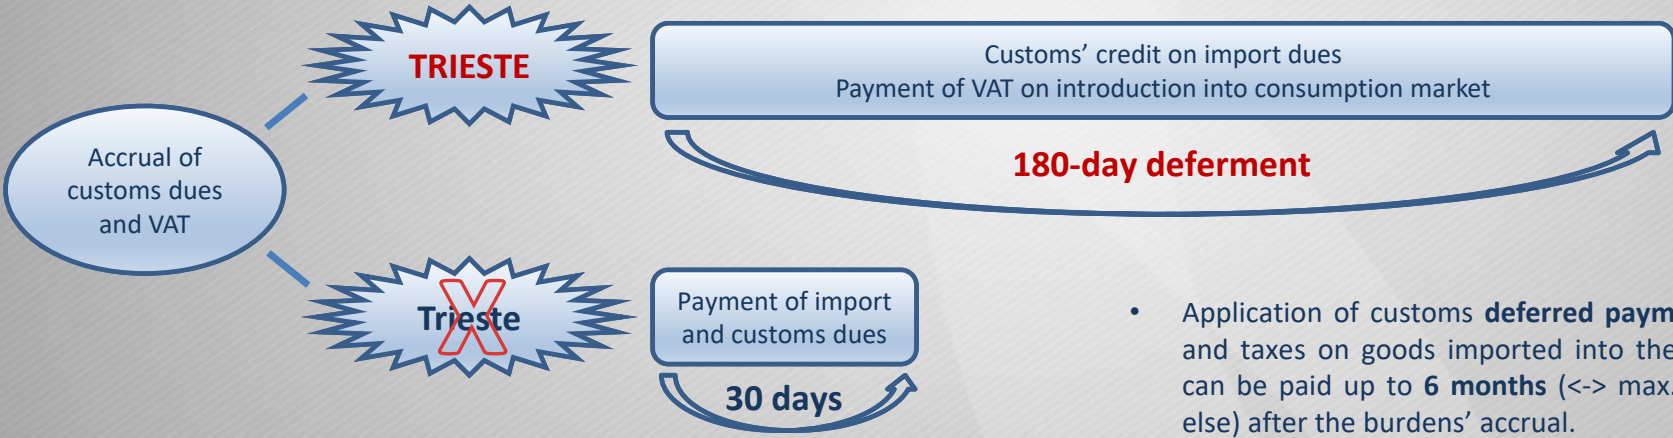 TRIESTE
Customs’ credit on import dues
Payment of VAT on introduction into consumption market
Accrual of
customs dues
and VAT
180-day deferment
Trieste
X
Payment of import
and customs dues
30 days
• Application of customs deferred paym
and taxes on goods imported into the
can be paid up to 6 months (<-> max.
else) after the burdens’ accrual.